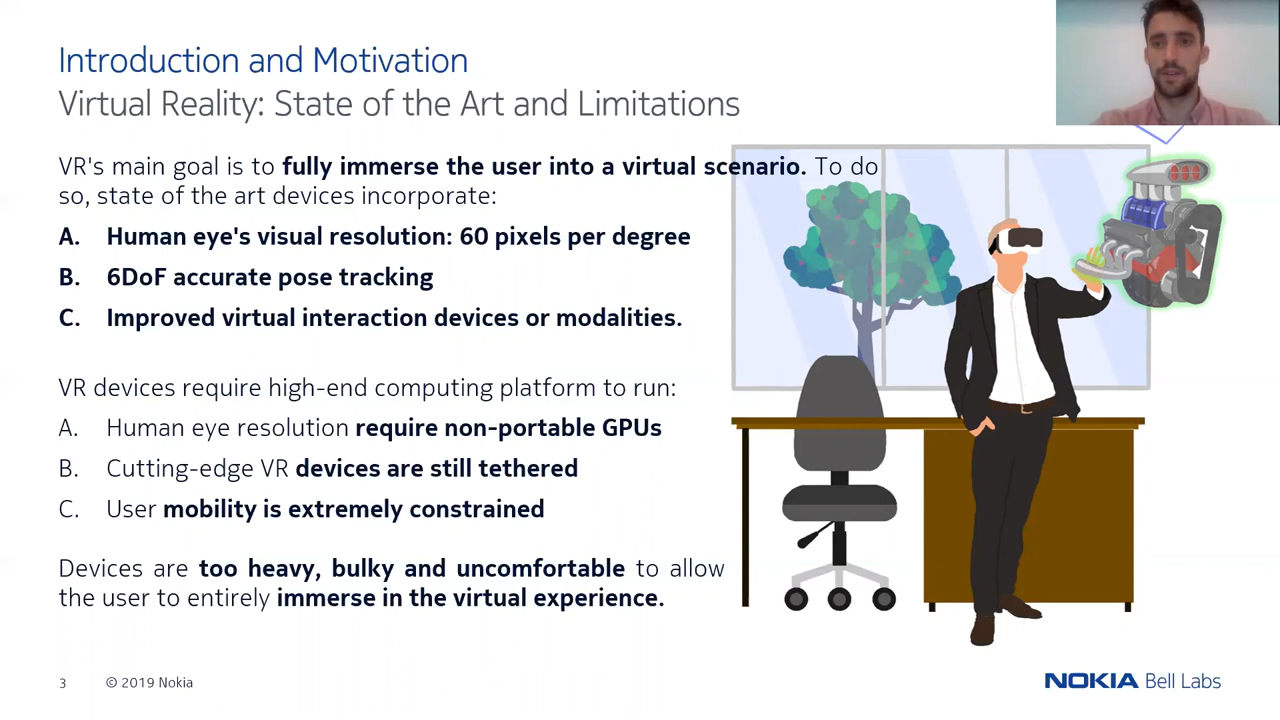 Introduction and Motivation
Virtual Reality: State of the Art and Limitations
VR's main goal is to fully immerse the user into a virtual scenario. To do
so, state of the art devices incorporate:
A. Human eye's visual resolution: 60 pixels per degree
B. 6DoF accurate pose tracking
C. Improved virtual interaction devices or modalities.
VR devices require high-end computing platform to run:
A. Human eye resolution require non-portable GPUs
B. Cutting-edge VR devices are still tethered
C. User mobility is extremely constrained
Devices are too heavy, bulky and uncomfortable to allow
the user to entirely immerse in the virtual experience.
3 © 2019 Nokia
NOKIA Bell Labs